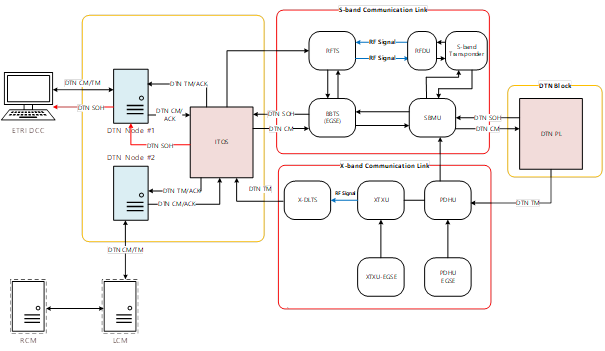 S-band Communication Link
RFTS
RF Signal
RF Signal
RFDU
S-band
Transponder
DTN CM/TM
DTN TM/ACK
DTN Block
DTN SOH
DTN CM/
ACK
DTN SOH
BBTS
(EGSE)
SBMU
DTN SOH
ETRI DCC
DTN Node #1
DTN CM
DTN CM
DTN PL
ITOS
DTN SOH
DTN Node #2
X-band Communication Link
DTN TM/ACK
DTN TM
RF Signal
X-DLTS
XTXU
PDHU
DTN CM/ACK
DTN TM
DTN CM/TM
XTXU-EGSE
PDHU
EGSE
RCM
LCM